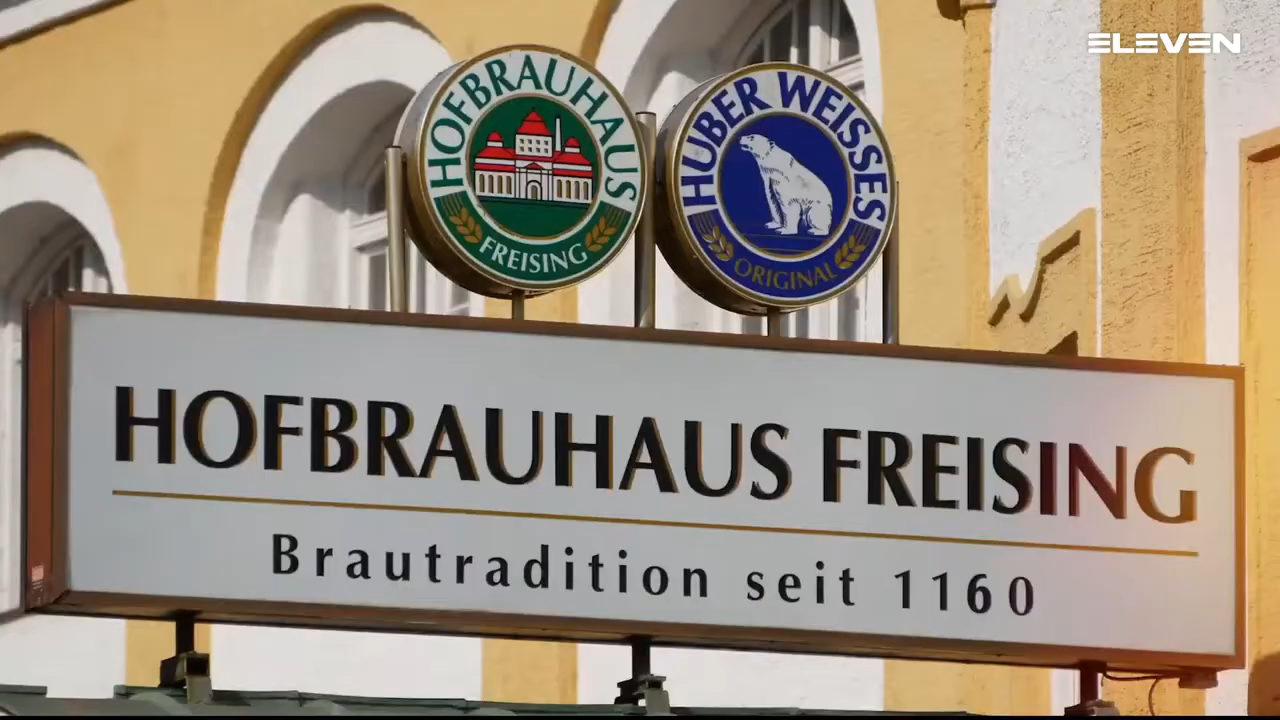 ELEVEN
HOFBRAUHAUS
FREISING
HUBER WEISSES
ORIGINAL
HOFBRAUHAUS FREISING
Brautradition seit 1160